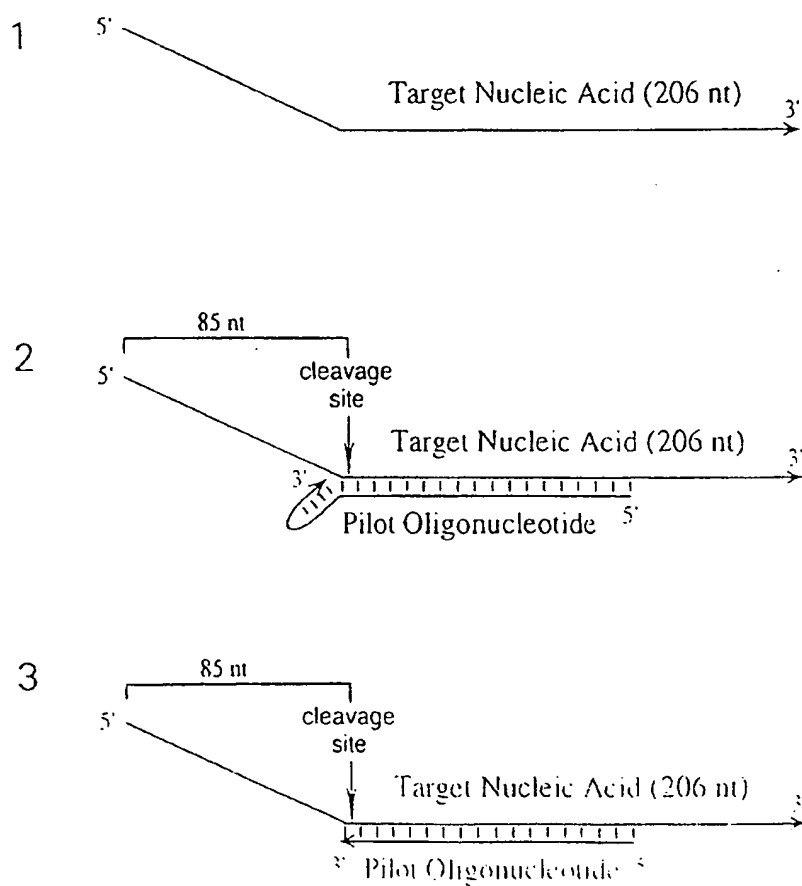 1
5'
Target Nucleic Acid (206 nt)
3'
2
85 nt
5'
cleavage
site
Target Nucleic Acid (206 nt)
3'
3'
Pilot Oligonucleotide
5'
3
85 nt
5'
cleavage
site
Target Nucleic Acid (206 nt)
3'
3'
Pilot Oligonucleotide
5